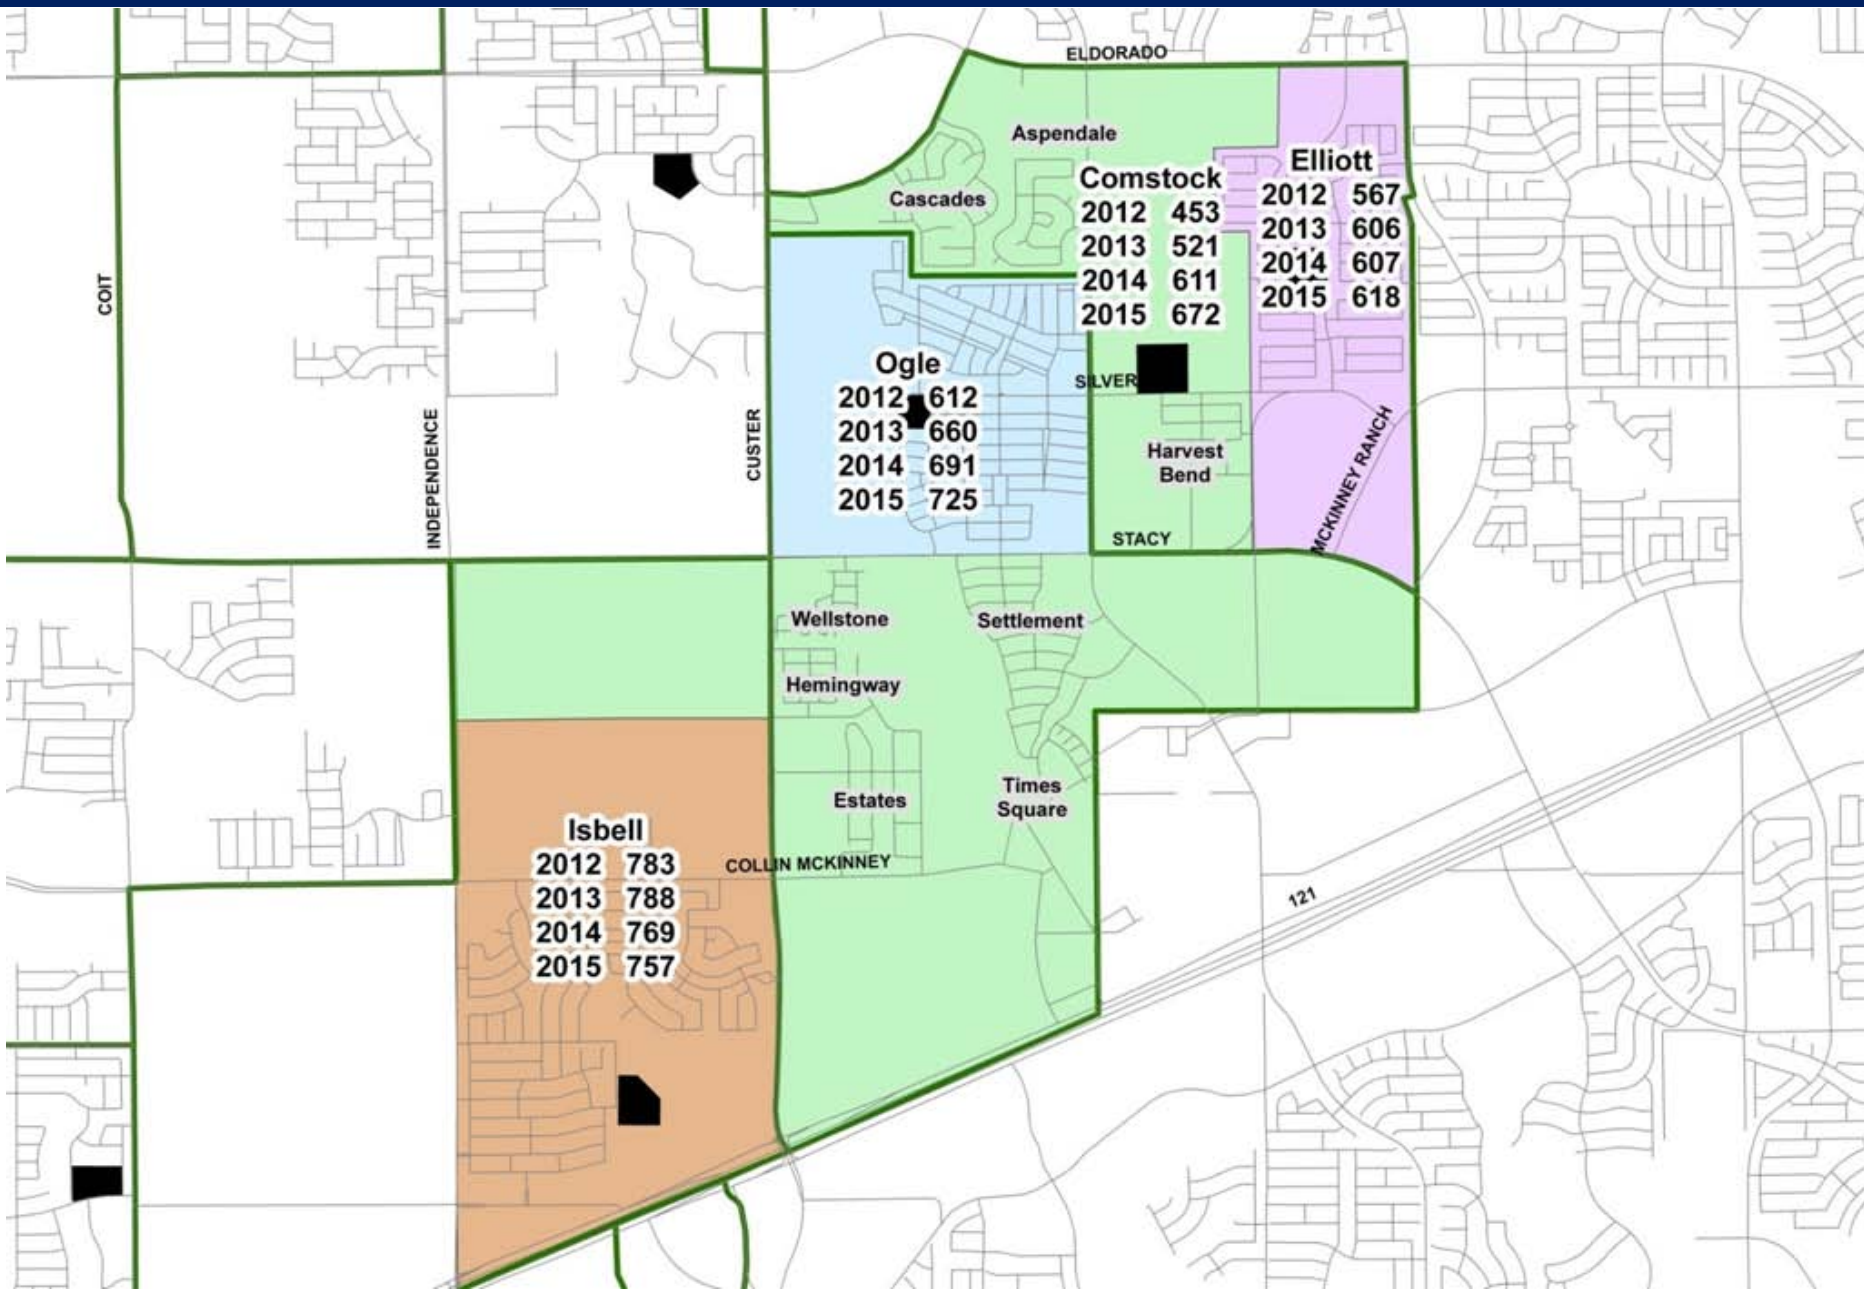 ELDORADO
Aspendale
Cascades
Comstock
2012 453
2013 521
2014 611
2015 672
Elliott
2012 567
2013 606
2014 607
2015 618
COIT
INDEPENDENCE
CUSTER
Ogle
2012 612
2013 660
2014 691
2015 725
SILVER
Harvest
Bend
MCKINNEY RANCH
STACY
Wellstone
Settlement
Hemingway
Estates
Times
Square
Isbell
2012 783
2013 788
2014 769
2015 757
COLLIN MCKINNEY
121